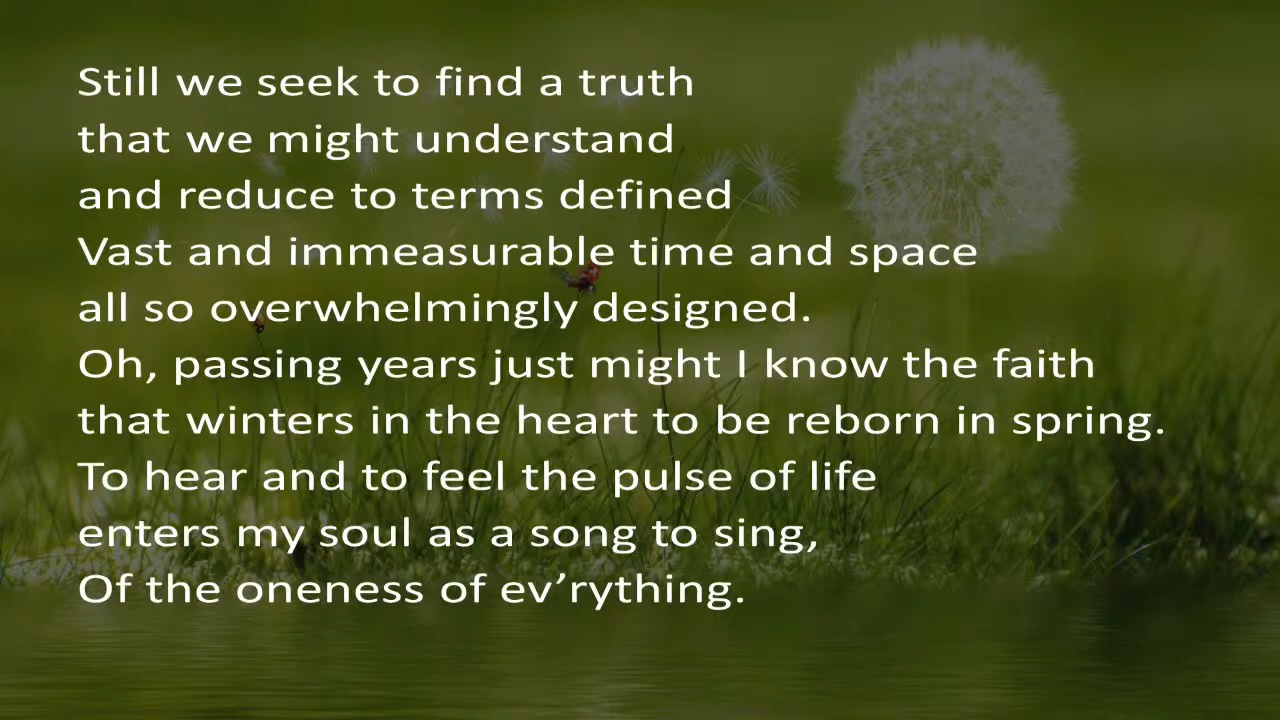 Still we seek to find a truth
that we might understand
and reduce to terms defined
Vast and immeasurable time and space
all so overwhelmingly designed.
Oh, passing years just might I know the faith
that winters in the heart to be reborn in spring.
To hear and to feel the pulse of life
enters my soul as a song to sing,
Of the oneness of ev’rything.